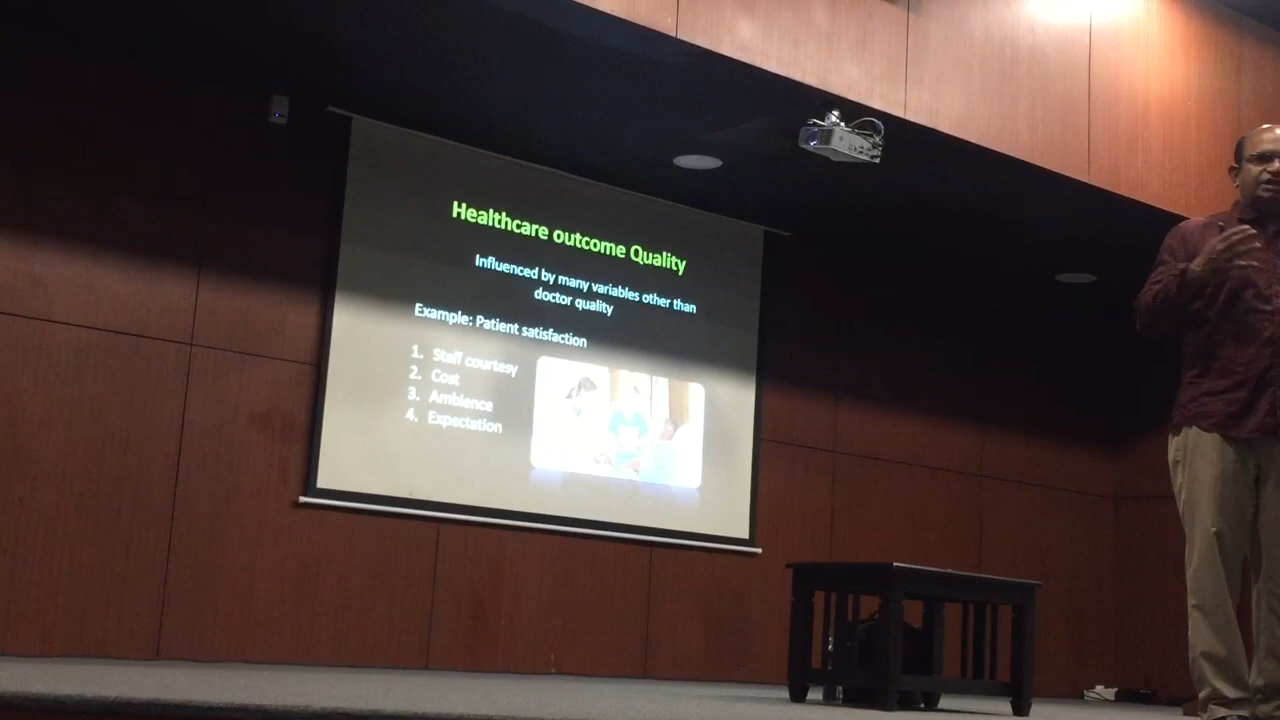 Healthcare outcome Quality
Influenced by many variables other than
doctor quality
Example: Patient satisfaction
1. Staff courtesy
2. Cost
3. Ambience
4. Expectation